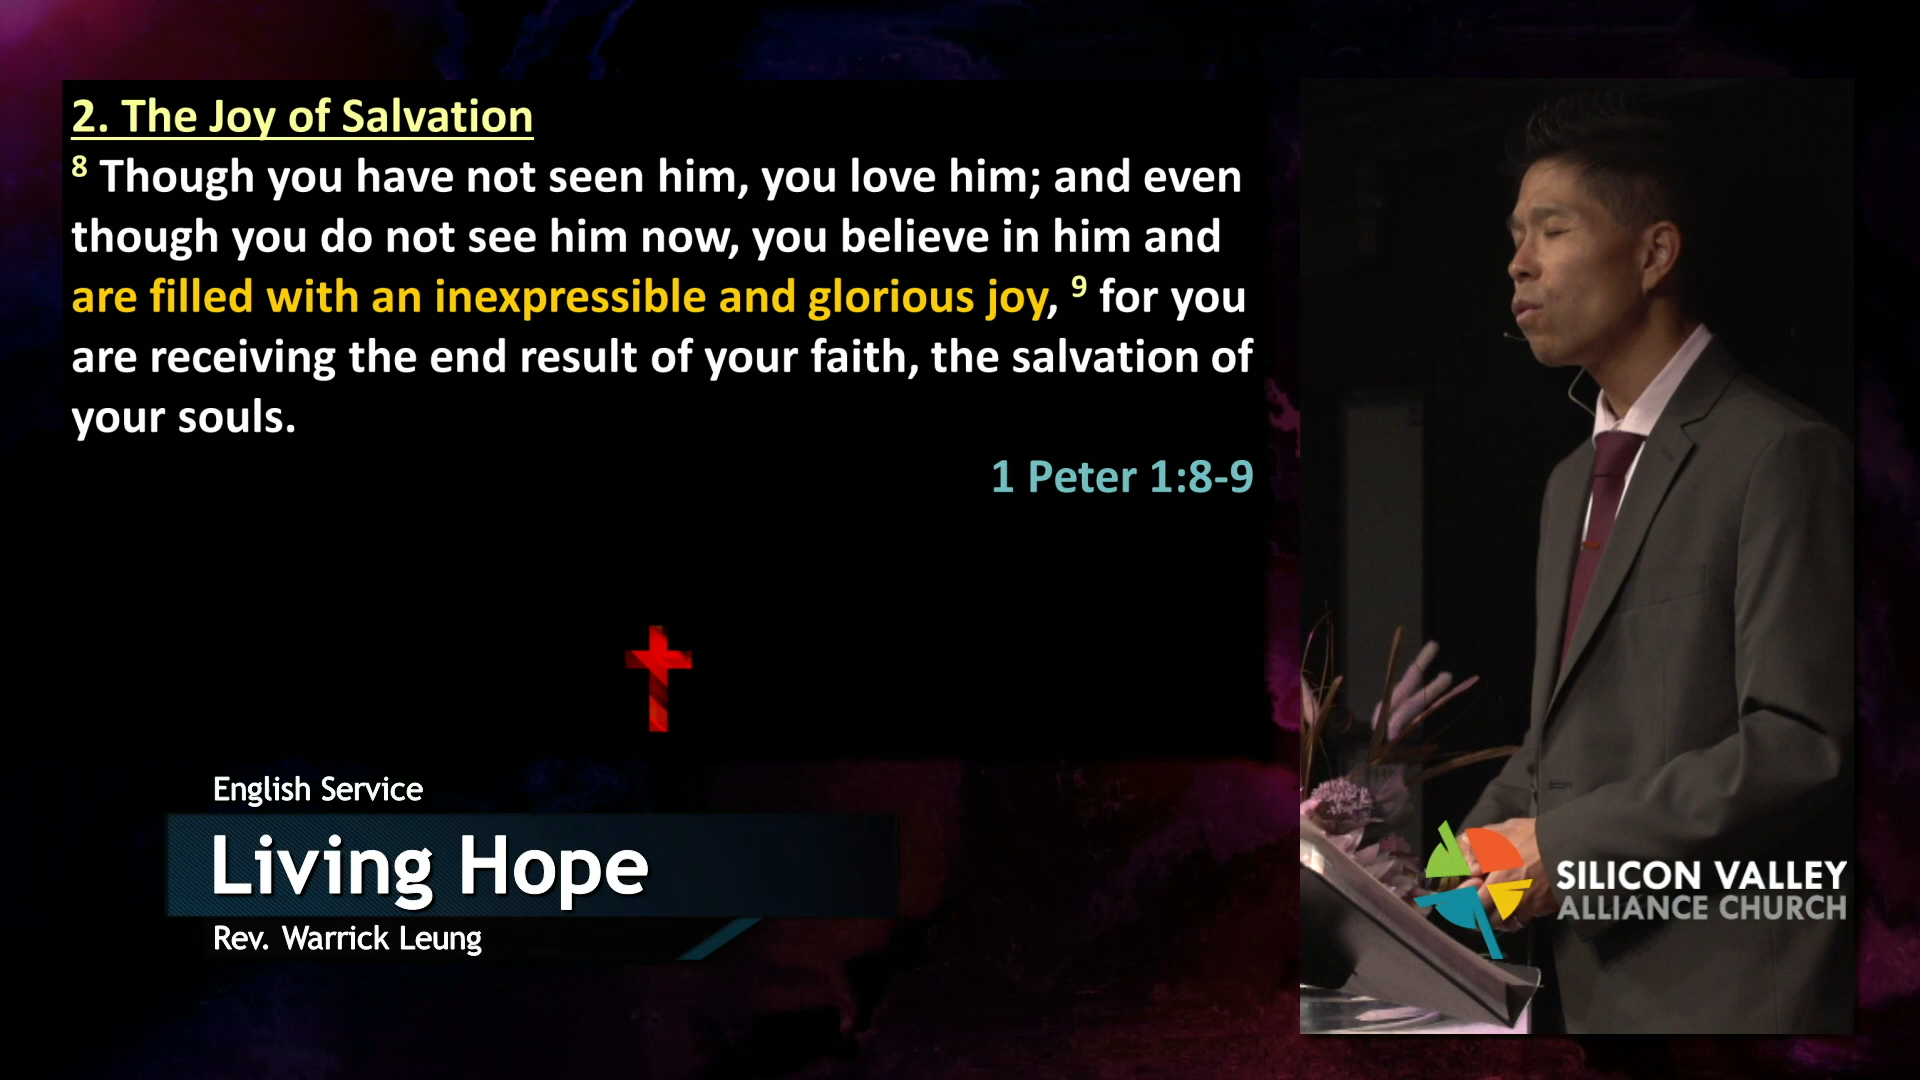 2. The Joy of Salvation
8 Though you have not seen him, you love him; and even
though you do not see him now, you believe in him and
are filled with an inexpressible and glorious joy, 9 for you
are receiving the end result of your faith, the salvation of
your souls.
1 Peter 1:8-9
English Service
Living Hope
Rev. Warrick Leung
SILICON VALLEY
ALLIANCE CHURCH